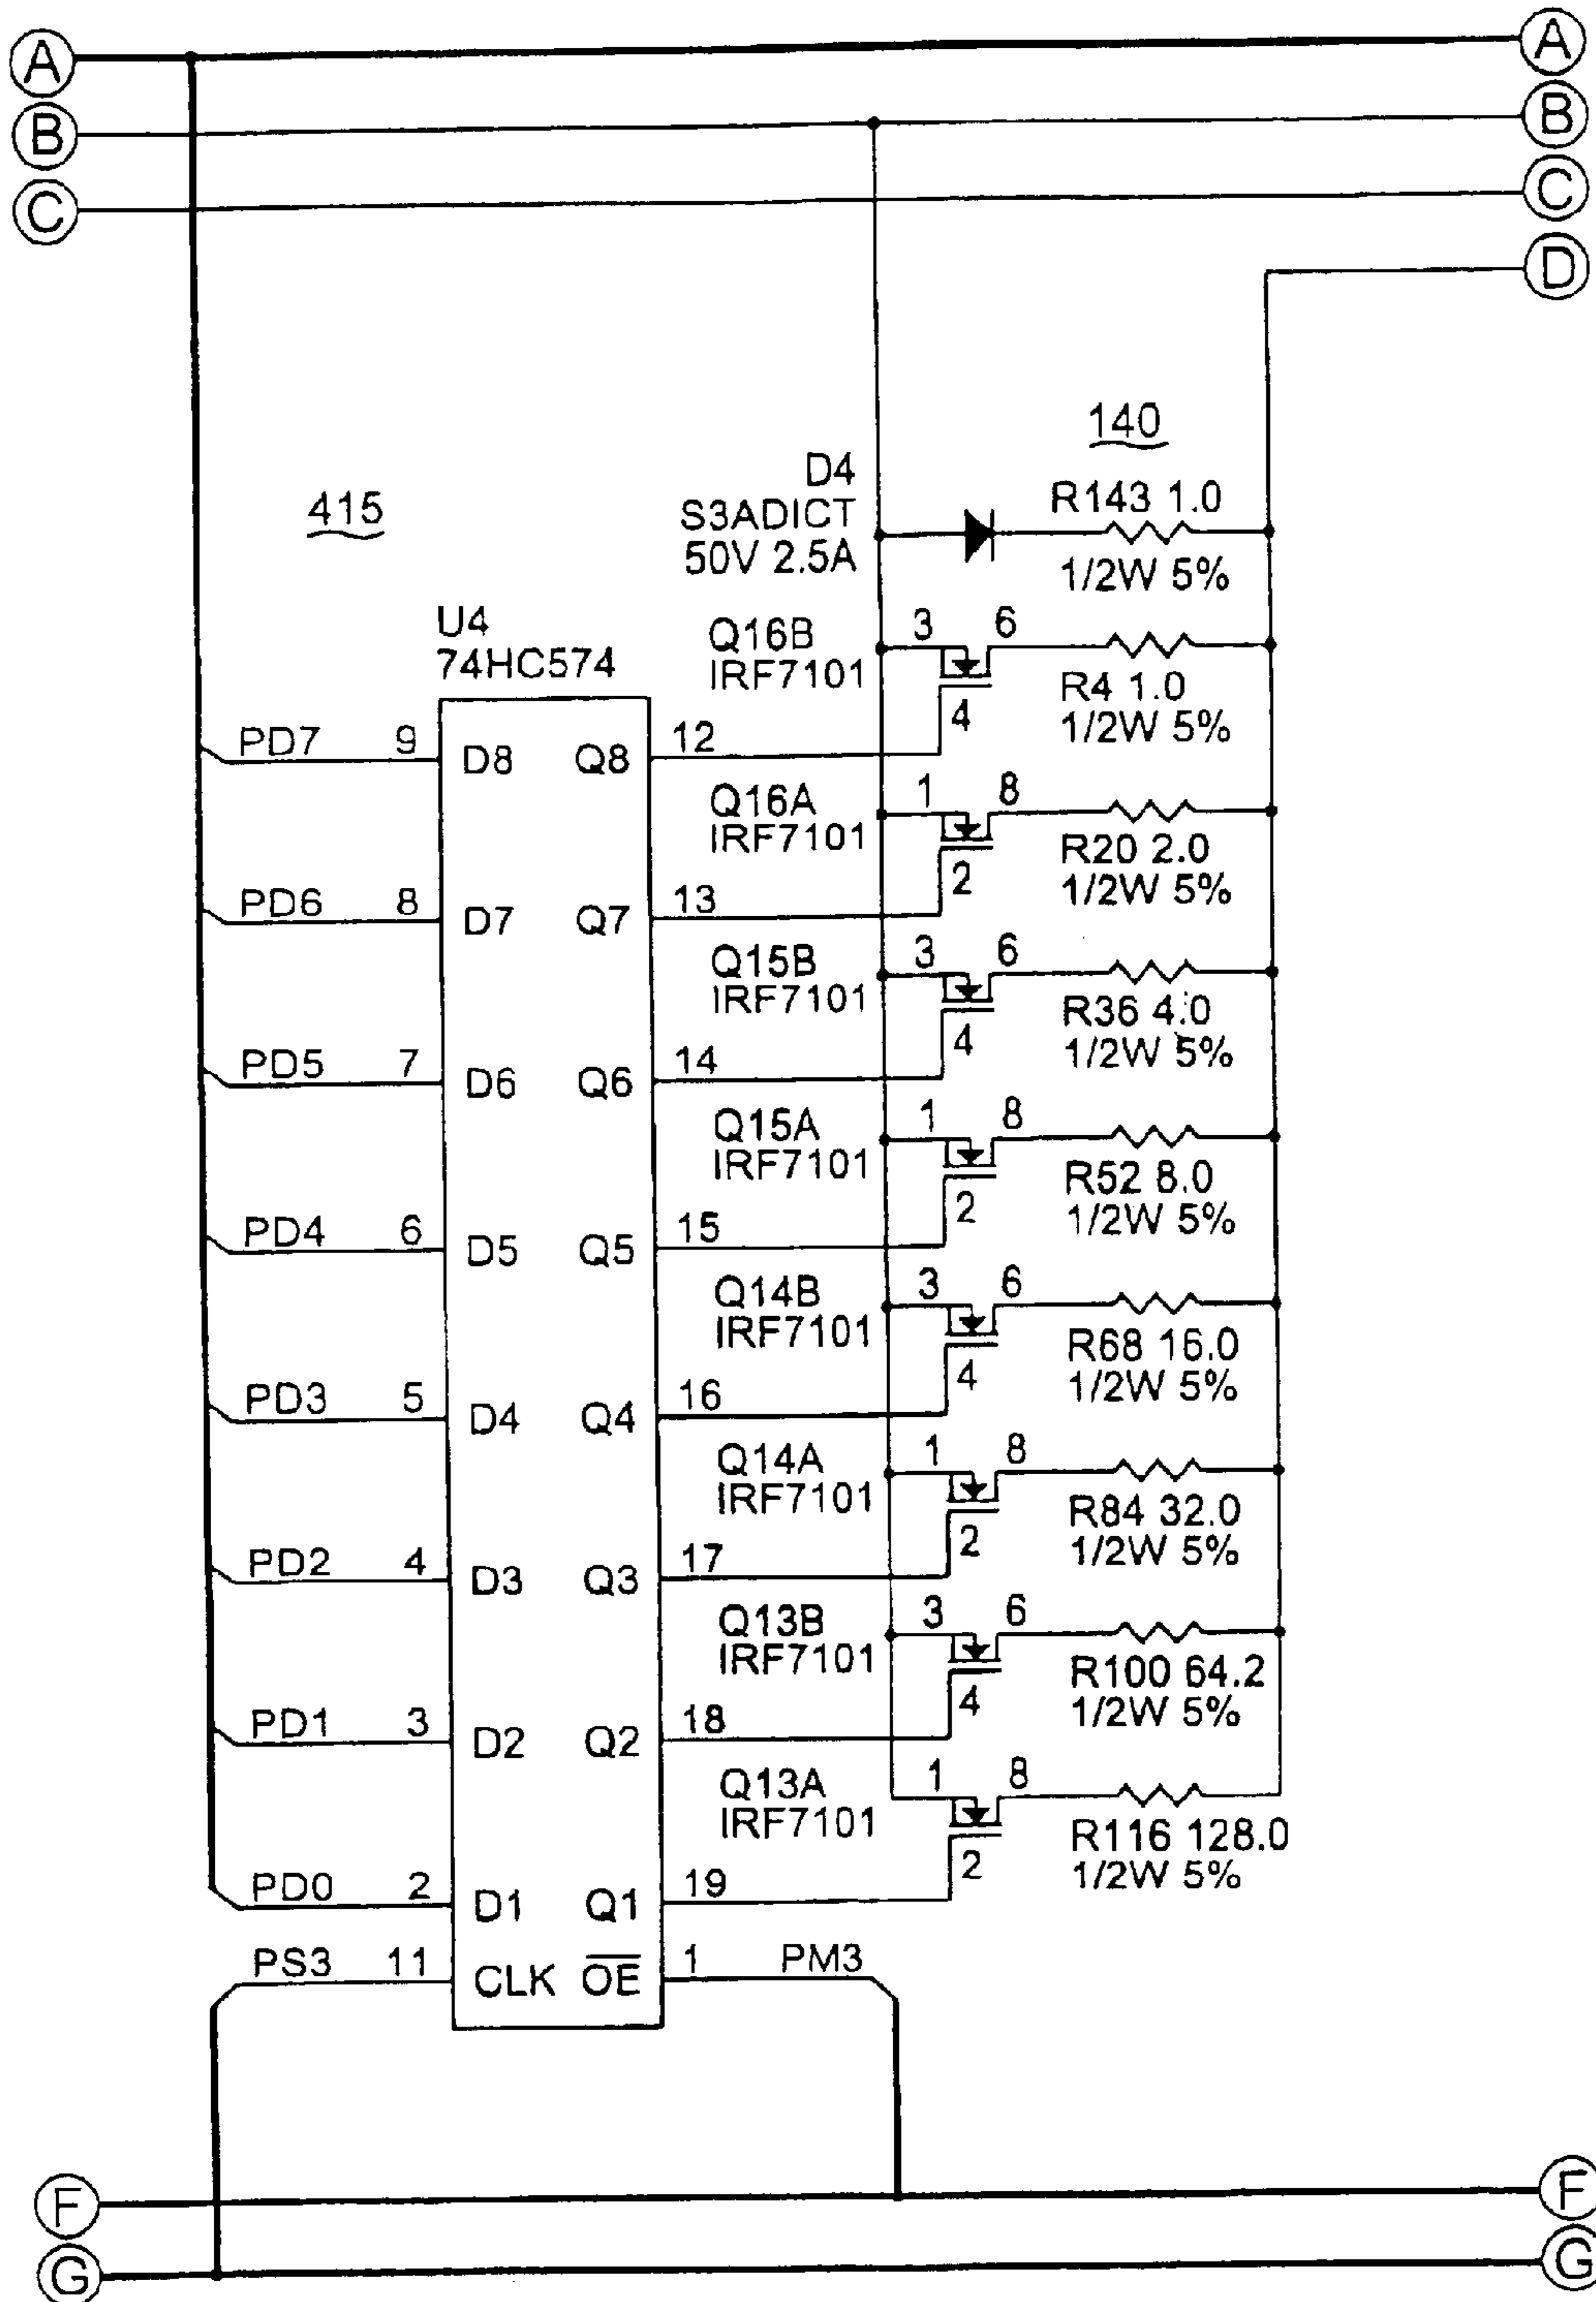 A A
B B
C C
D
140
415
D4
S3ADICT
50V 2.5A
R143 1.0
1/2W 5%
U4
74HC574
Q16B
IRF7101
3 6
4
R4 1.0
1/2W 5%
PD7 9 D8 Q8 12
Q16A
IRF7101
1 8
2
R20 2.0
1/2W 5%
PD6 8 D7 Q7 13
Q15B
IRF7101
3 6
4
R36 4.0
1/2W 5%
PD5 7 D6 Q6 14
Q15A
IRF7101
1 8
2
R52 8.0
1/2W 5%
PD4 6 D5 Q5 15
Q14B
IRF7101
3 6
4
R68 16.0
1/2W 5%
PD3 5 D4 Q4 16
Q14A
IRF7101
1 8
2
R84 32.0
1/2W 5%
PD2 4 D3 Q3 17
Q13B
IRF7101
3 6
4
R100 64.2
1/2W 5%
PD1 3 D2 Q2 18
Q13A
IRF7101
1 8
2
R116 128.0
1/2W 5%
PD0 2 D1 Q1 19
PS3 11 CLK OE 1 PM3
F F
G G